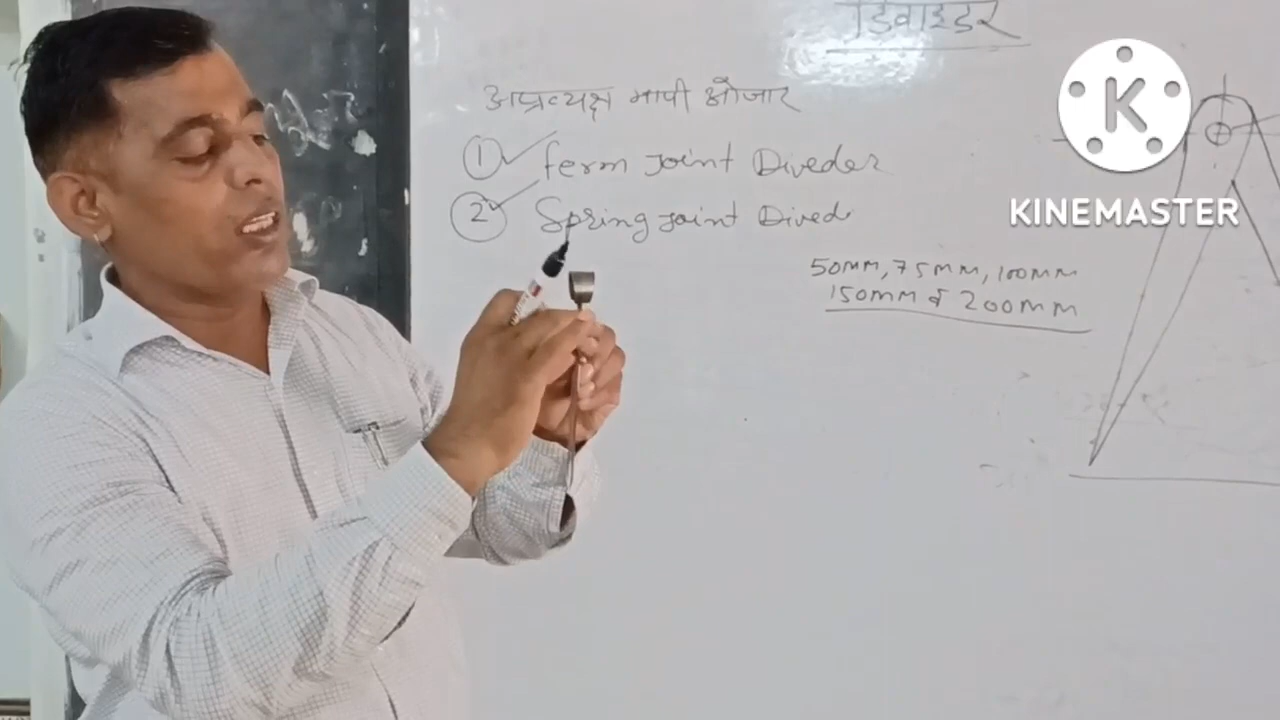 डिवाइडर
अप्रत्यक्ष मापी औजार
① ferm Joint Diveder
② Spring Joint Dived
50MM, 75MM, 100MM
150MM व 200MM
K
KINEMASTER